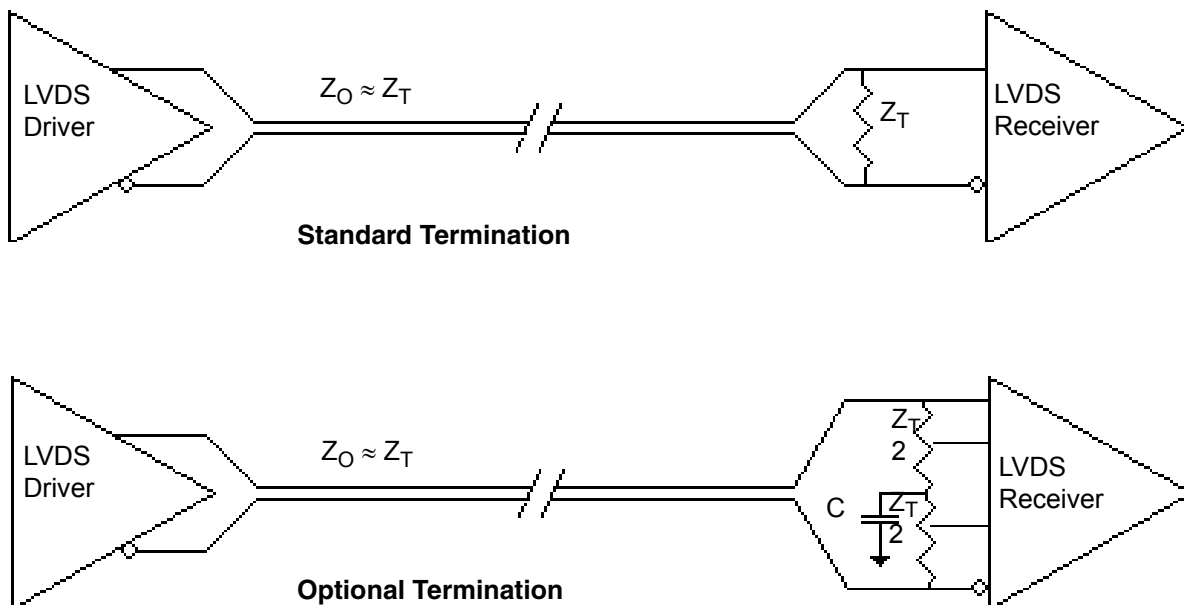 LVDS
Driver
Z_O ≈ Z_T
Z_T
LVDS
Receiver
Standard Termination
LVDS
Driver
Z_O ≈ Z_T
Z_T
2
C
Z_T
2
LVDS
Receiver
Optional Termination